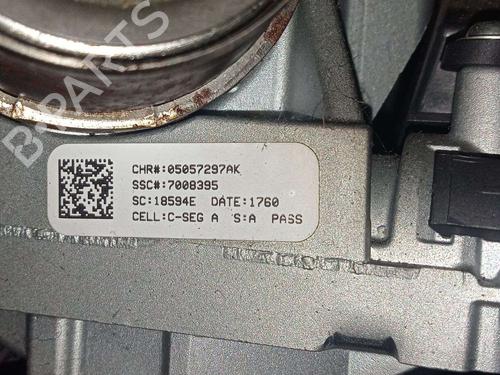 B-PARTS
CHR#:05057297AK
SSC#:7008395
SC:18594E DATE:1760
CELL:C-SEG A S:A PASS